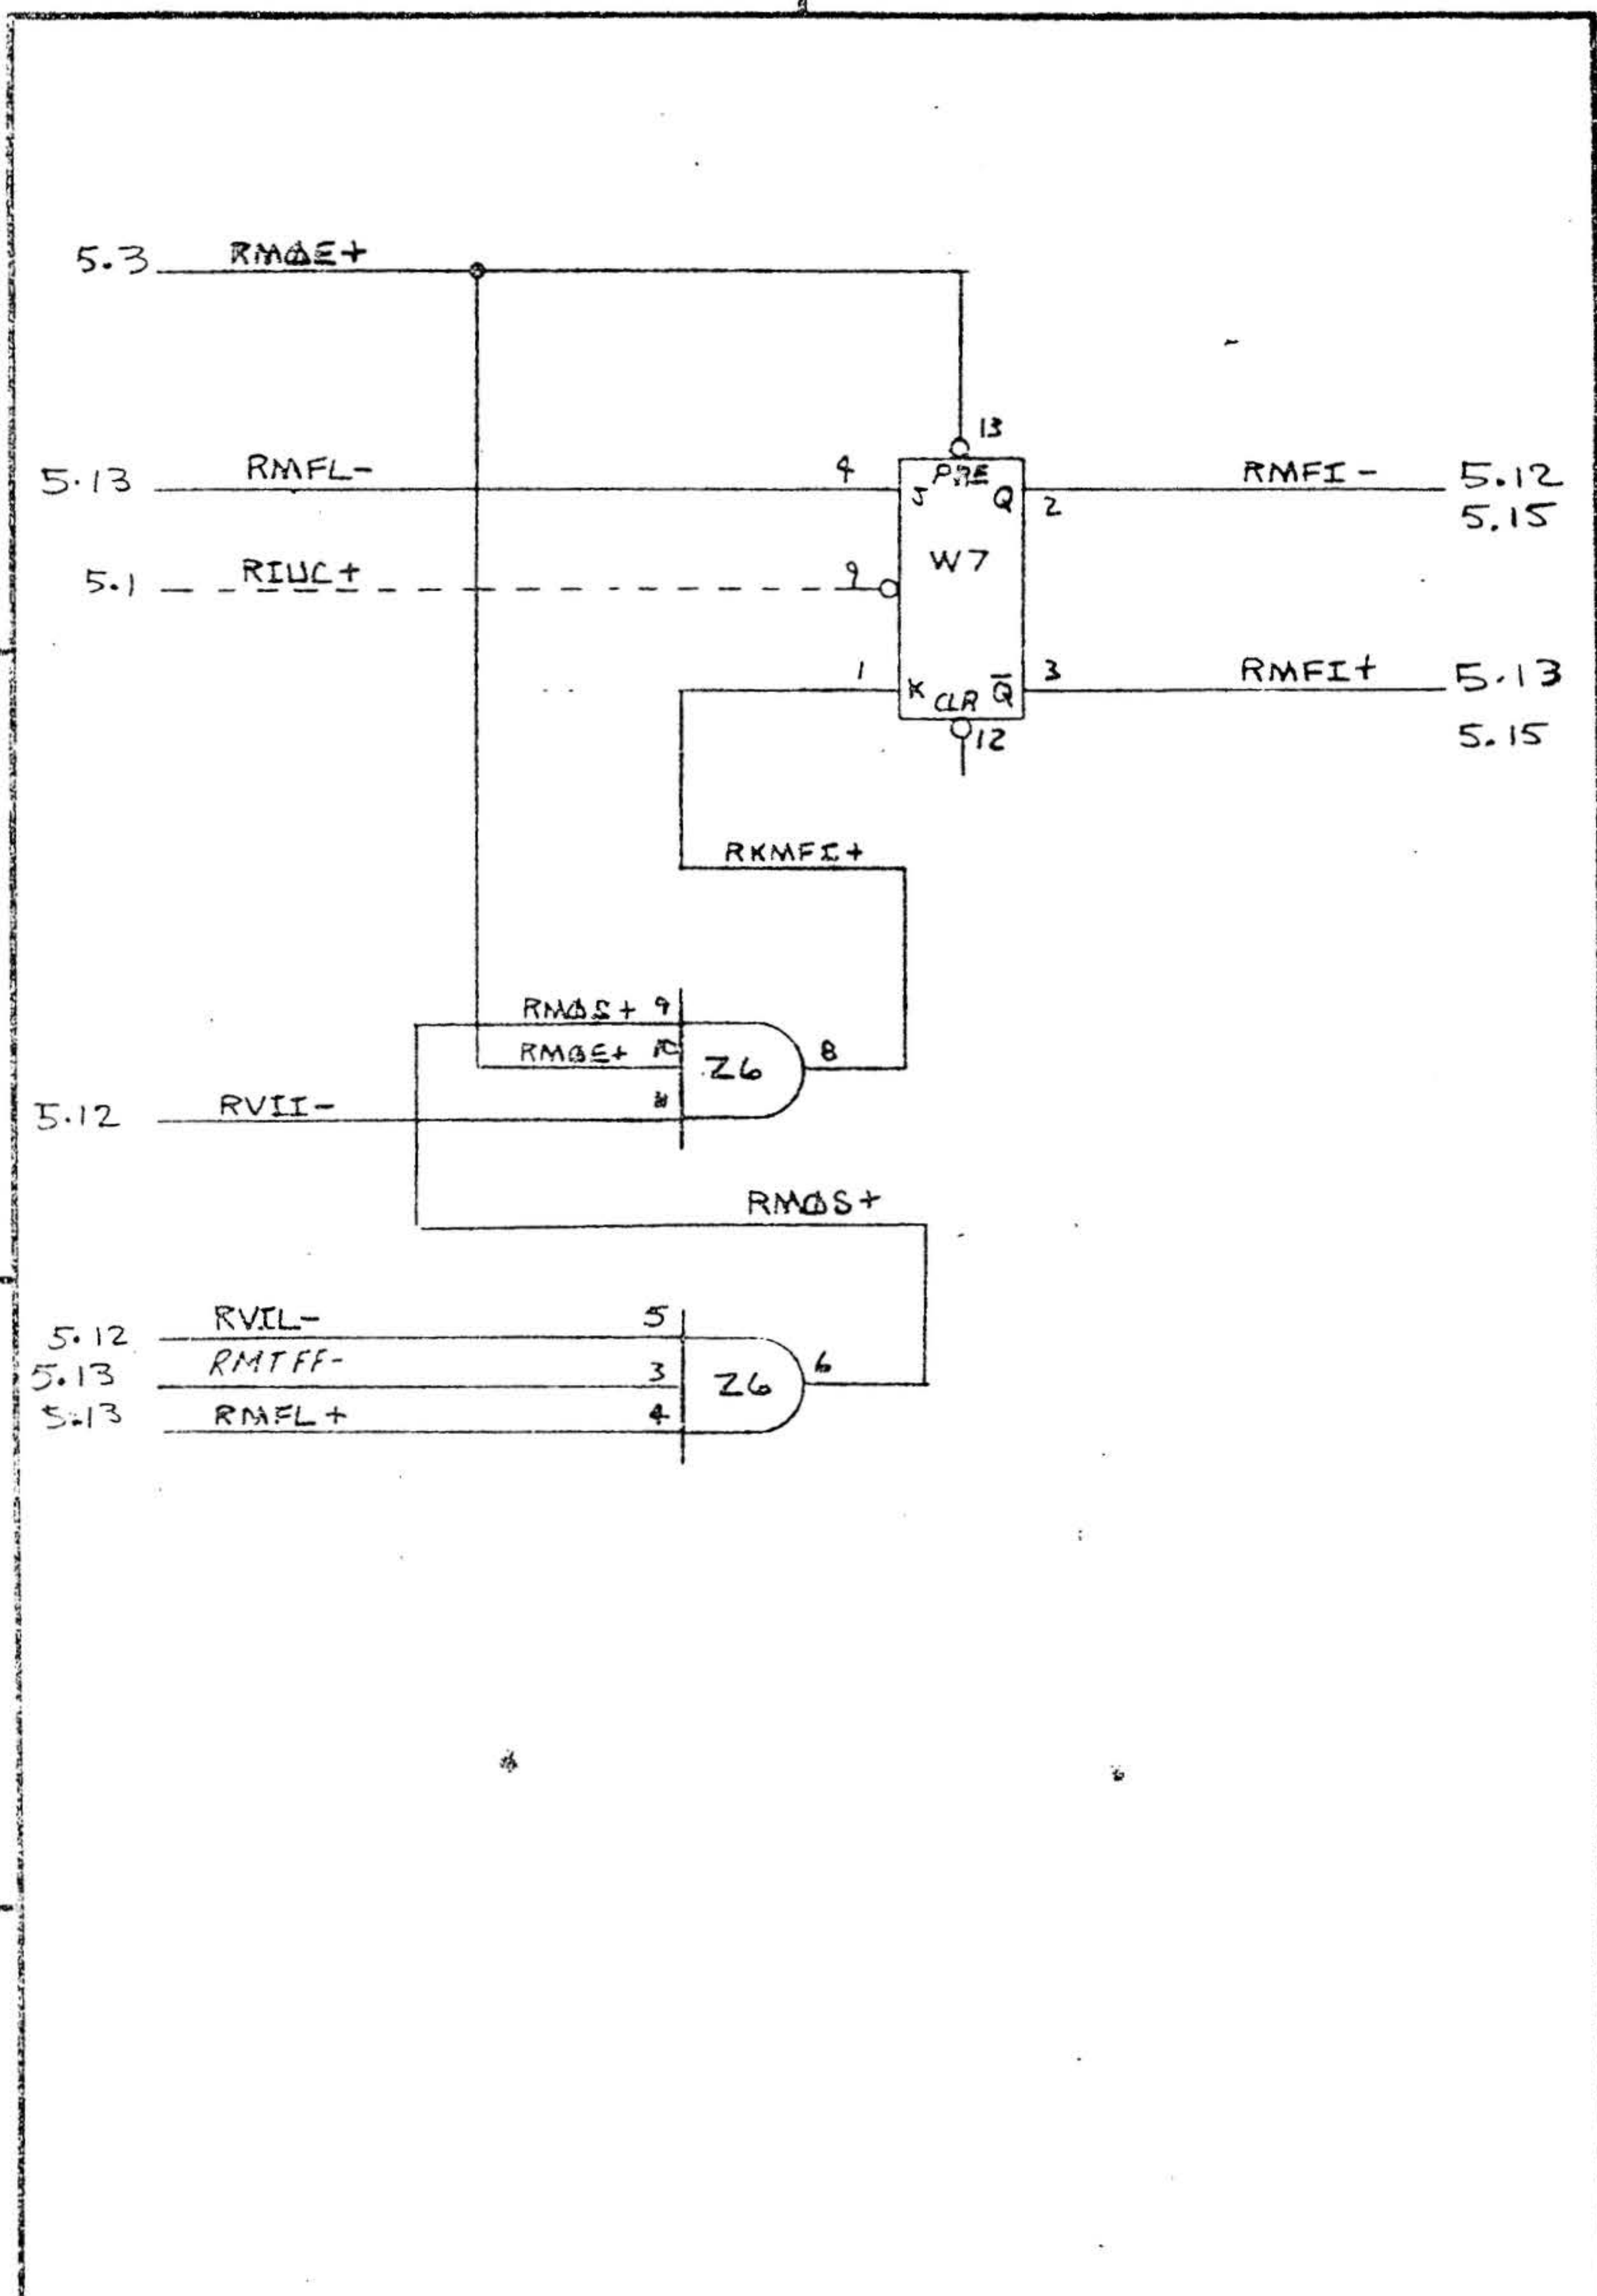 5.3 RMØE+
13
5.13 RMFL- 4 J PRE Q 2 RMFI- 5.12
5.15
5.1 RIUC+ 9 W7
1 K CLR Q̅ 3 RMFI+ 5.13
12 5.15
RKMFI+
RMØS+ 9
RMØE+ 10 Z6 8
5.12 RVII-
RMØS+
5.12 RVIL- 5
5.13 RMTFF- 3 Z6 6
5.13 RMFL+ 4